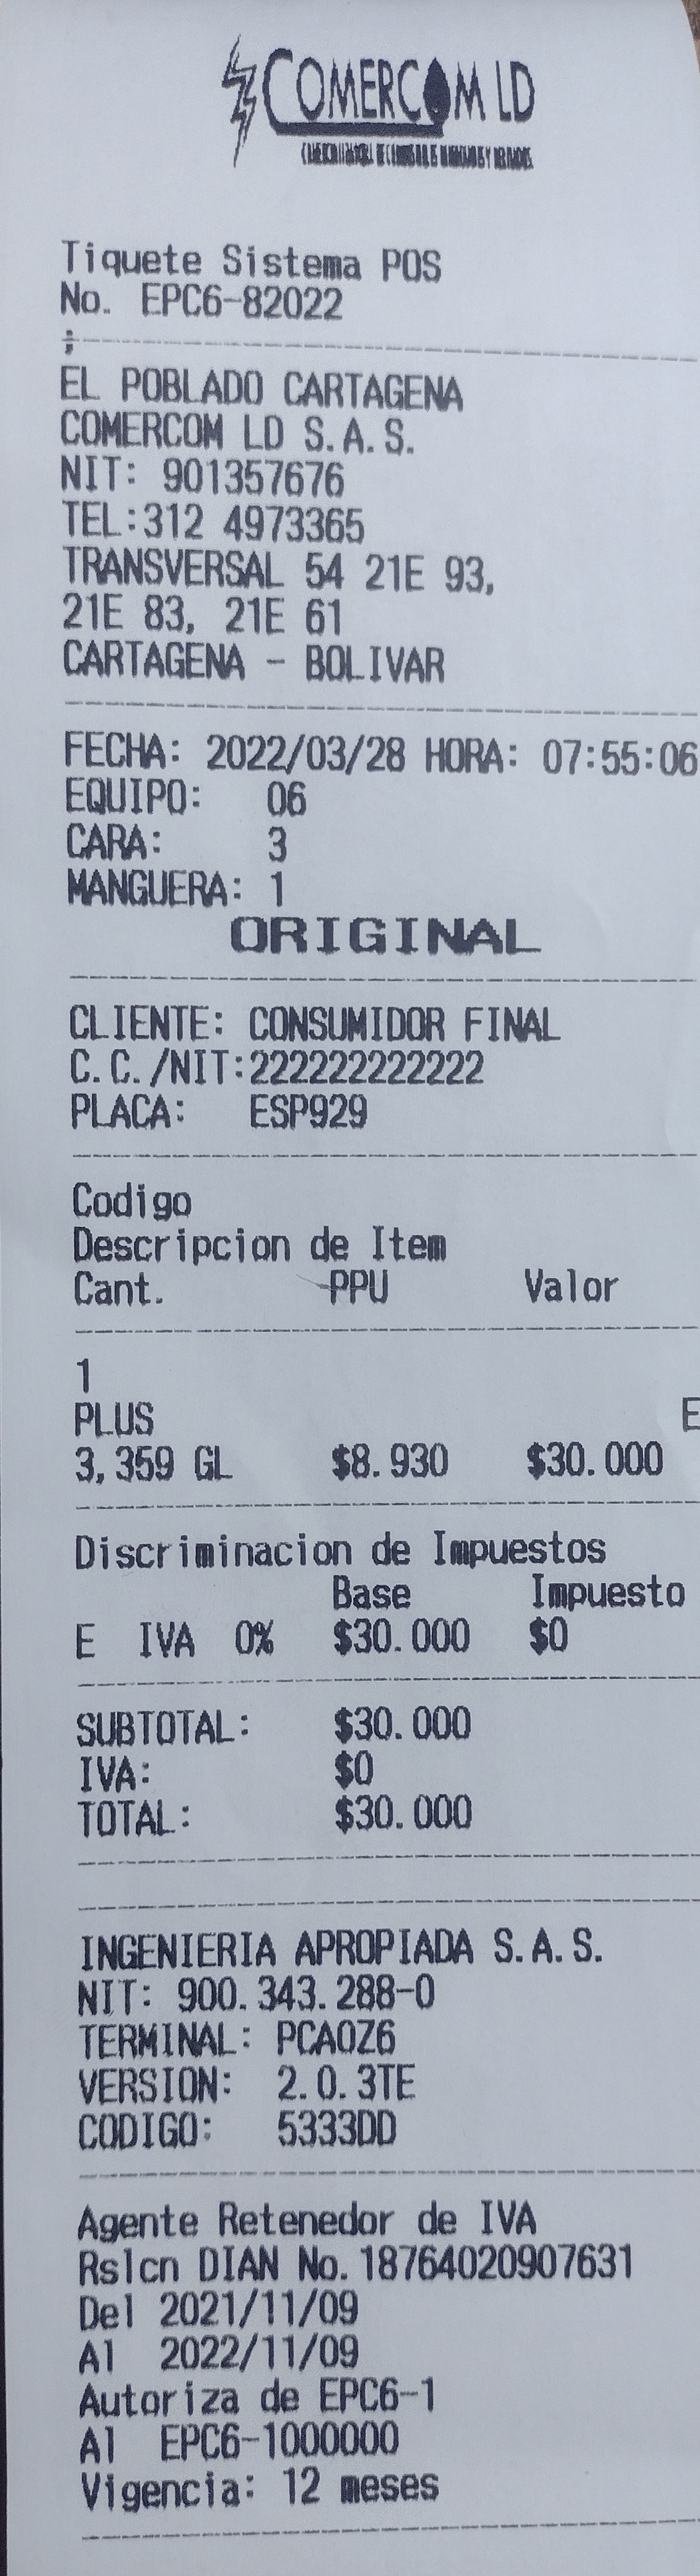 COMERCOM LD
Tiquete Sistema POS
No. EPC6-82022
;
EL POBLADO CARTAGENA
COMERCOM LD S.A.S.
NIT: 901357676
TEL:312 4973365
TRANSVERSAL 54 21E 93,
21E 83, 21E 61
CARTAGENA - BOLIVAR
FECHA: 2022/03/28 HORA: 07:55:06
EQUIPO: 06
CARA: 3
MANGUERA: 1
ORIGINAL
CLIENTE: CONSUMIDOR FINAL
C.C./NIT:222222222222
PLACA: ESP929
Codigo
Descripcion de Item
Cant. PPU Valor
1
PLUS E
3,359 GL $8.930 $30.000
Discriminacion de Impuestos
Base Impuesto
E IVA 0% $30.000 $0
SUBTOTAL: $30.000
IVA: $0
TOTAL: $30.000
INGENIERIA APROPIADA S.A.S.
NIT: 900.343.288-0
TERMINAL: PCA0Z6
VERSION: 2.0.3TE
CODIGO: 5333DD
Agente Retenedor de IVA
Rslcn DIAN No.18764020907631
Del 2021/11/09
Al 2022/11/09
Autoriza de EPC6-1
Al EPC6-1000000
Vigencia: 12 meses